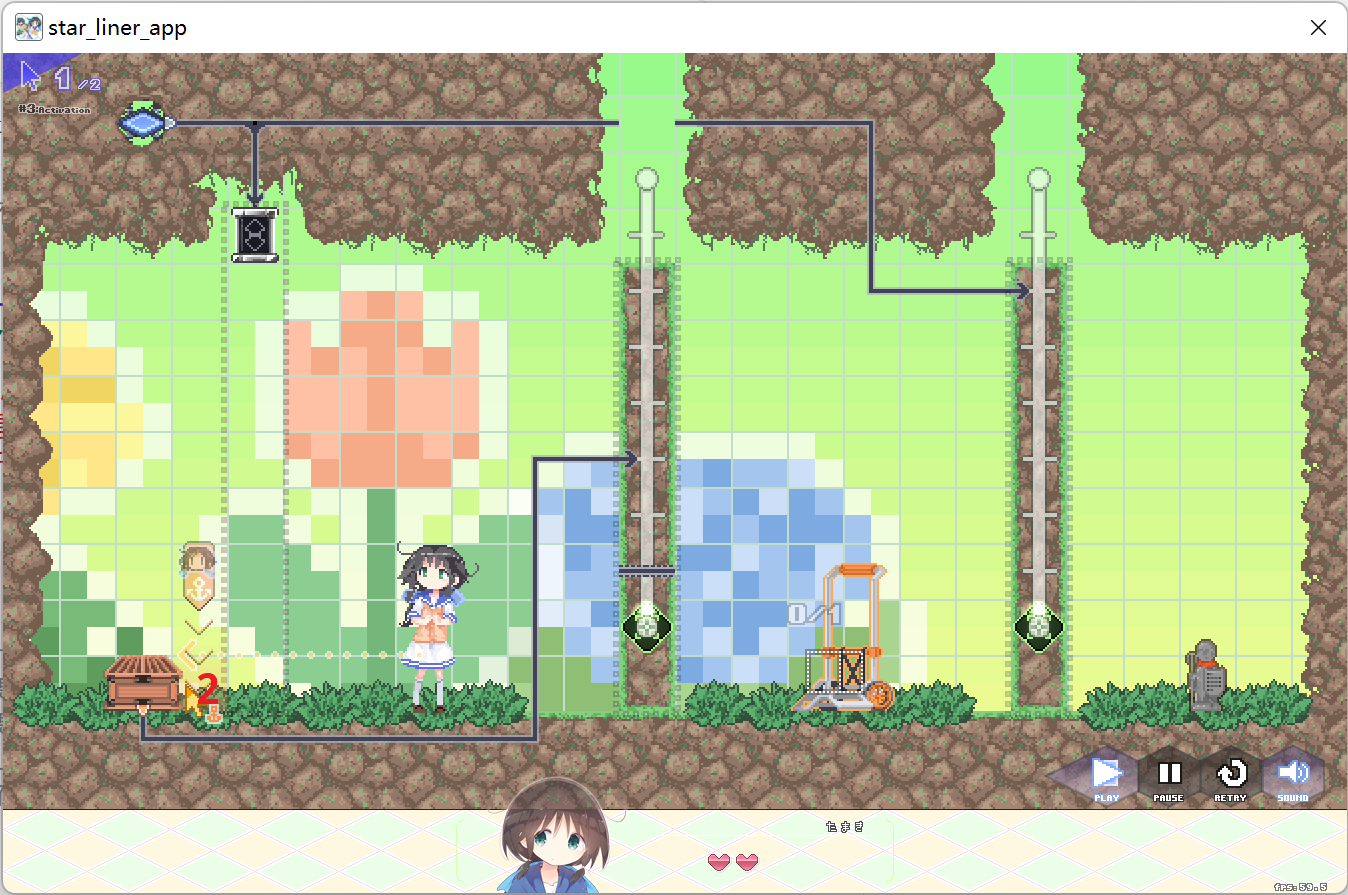 star_liner_app
1/2
#3:Activation
0/1
2
PLAY
PAUSE
RETRY
SOUND
たまき
fps:59.5